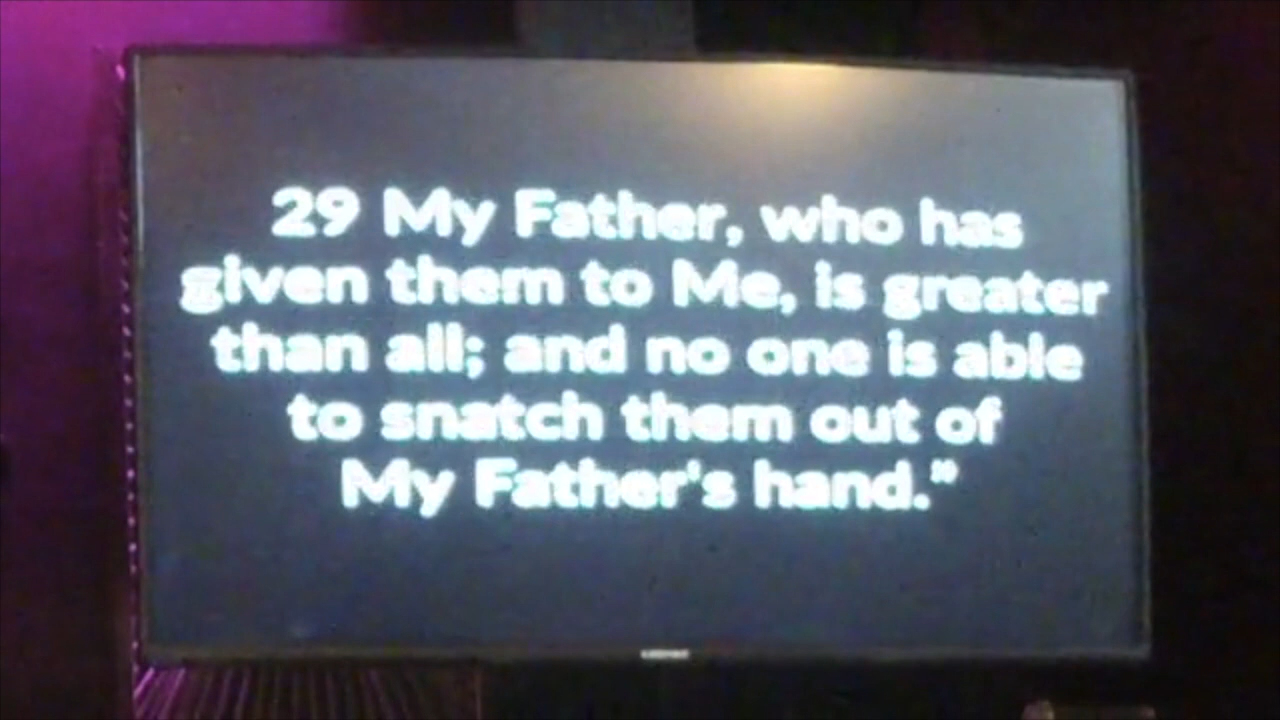 29 My Father, who has
given them to Me, is greater
than all; and no one is able
to snatch them out of
My Father's hand."